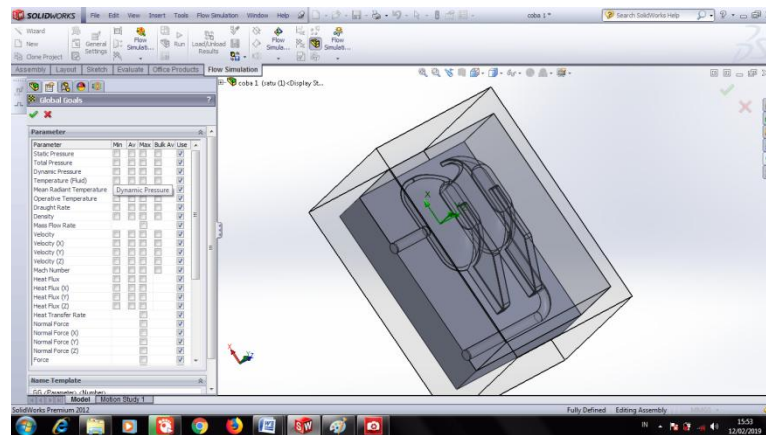 SOLIDWORKS File Edit View Insert Tools Flow Simulation Window Help coba 1 * Search SolidWorks Help
Wizard
New
Clone Project
General Settings
Flow Simulati...
Run
Load/Unload Results
Flow Simula...
Flow Simulati...
Assembly Layout Sketch Evaluate Office Products Flow Simulation
coba 1 (ratu (1)<Display St...
Global Goals ?
Parameter
Parameter Min Av Max Bulk Av Use
Static Pressure
Total Pressure
Dynamic Pressure
Temperature (Fluid)
Mean Radiant Temperature
Dynamic Pressure
Operative Temperature
Draught Rate
Density
Mass Flow Rate
Velocity
Velocity (X)
Velocity (Y)
Velocity (Z)
Mach Number
Heat Flux
Heat Flux (X)
Heat Flux (Y)
Heat Flux (Z)
Heat Transfer Rate
Normal Force
Normal Force (X)
Normal Force (Y)
Normal Force (Z)
Force
Name Template
GG <Parameter> <Number>
Model Motion Study 1
SolidWorks Premium 2012 Fully Defined Editing Assembly
IN 15:53
12/02/2019